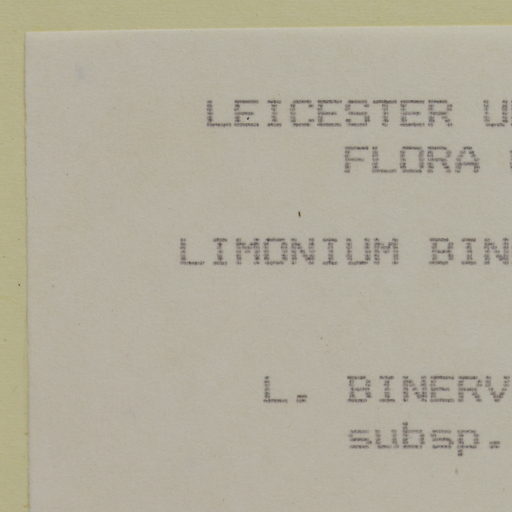 LEICESTER U
FLORA
LIMONIUM BIN
L. BINERV
subsp.